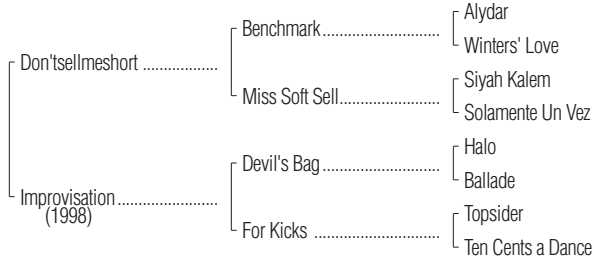 Alydar
Benchmark
Winters' Love
Don'tsellmeshort
Siyah Kalem
Miss Soft Sell
Solamente Un Vez
Halo
Devil's Bag
Ballade
Improvisation
(1998)
Topsider
For Kicks
Ten Cents a Dance